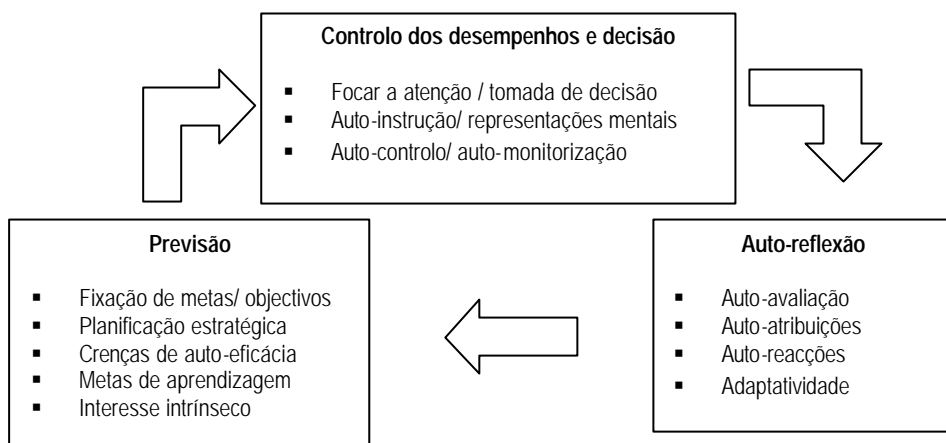 Controlo dos desempenhos e decisão
▪ Focar a atenção / tomada de decisão
▪ Auto-instrução/ representações mentais
▪ Auto-controlo/ auto-monitorização
Previsão
▪ Fixação de metas/ objectivos
▪ Planificação estratégica
▪ Crenças de auto-eficácia
▪ Metas de aprendizagem
▪ Interesse intrínseco
Auto-reflexão
▪ Auto-avaliação
▪ Auto-atribuições
▪ Auto-reacções
▪ Adaptatividade